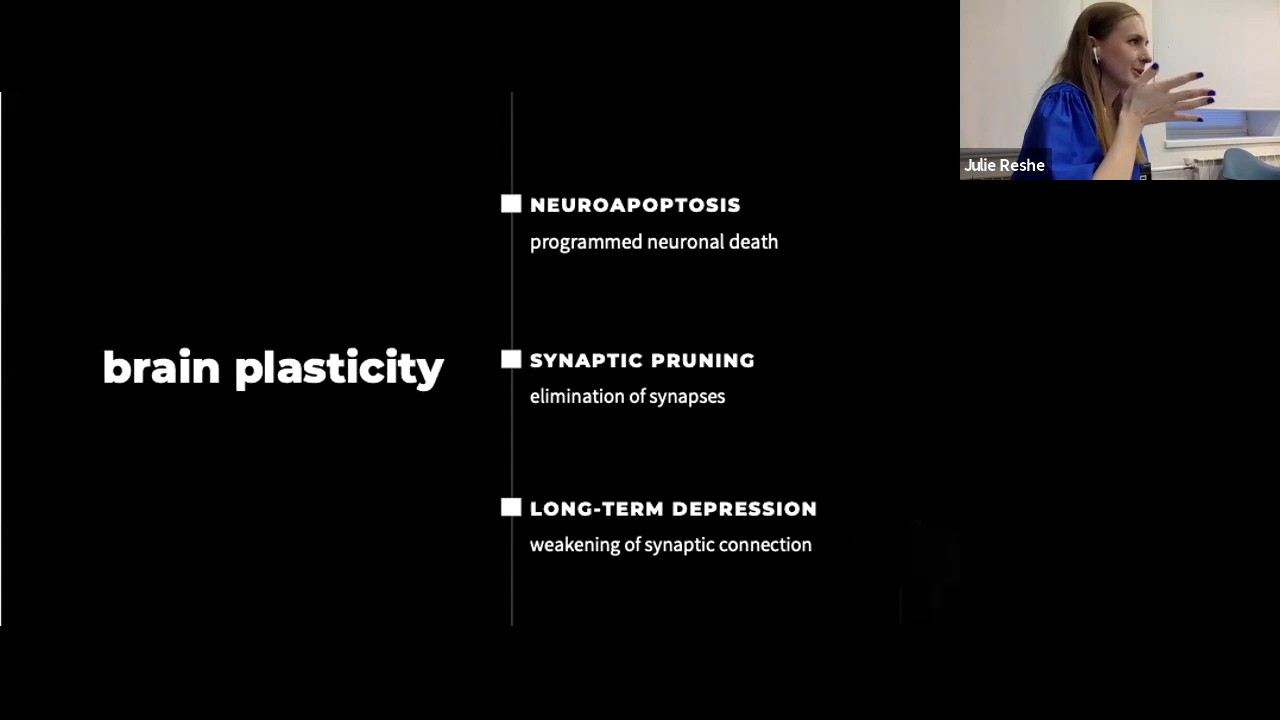 brain plasticity
NEUROAPOPTOSIS
programmed neuronal death
SYNAPTIC PRUNING
elimination of synapses
LONG-TERM DEPRESSION
weakening of synaptic connection
Julie Reshe